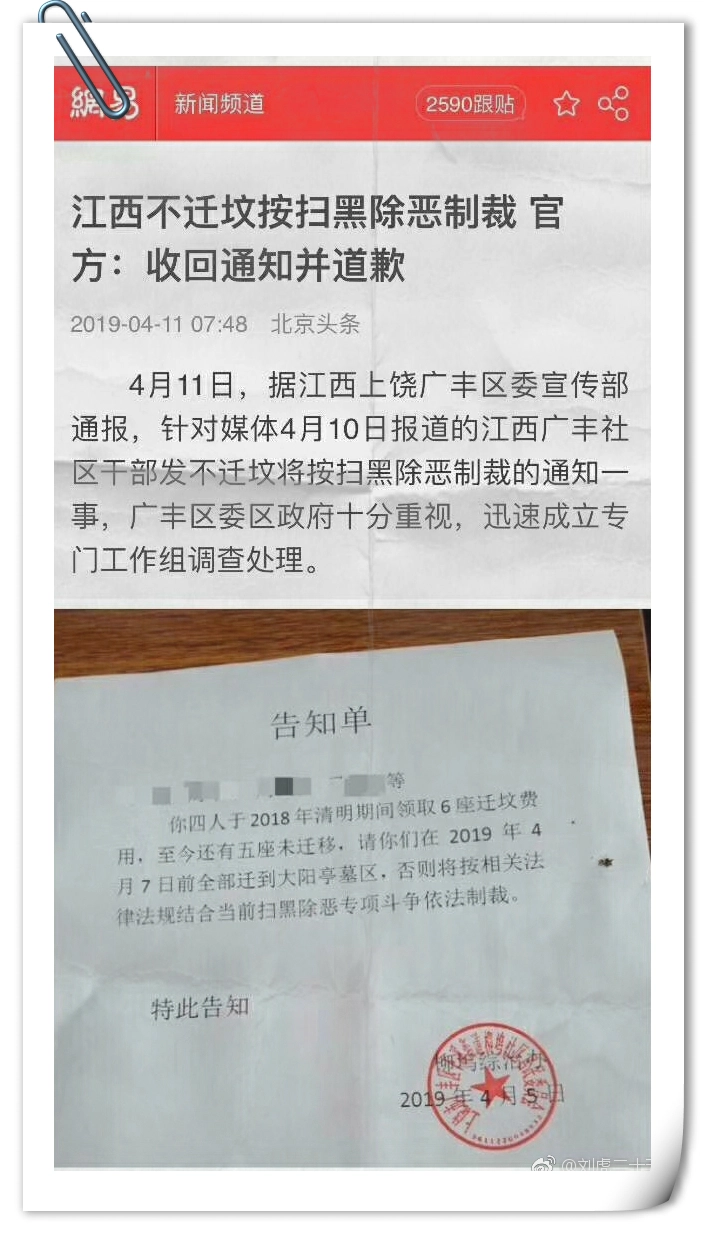 網易
新闻频道
2590跟贴
江西不迁坟按扫黑除恶制裁 官
方：收回通知并道歉
2019-04-11 07:48 北京头条
4月11日，据江西上饶广丰区委宣传部
通报，针对媒体4月10日报道的江西广丰社
区干部发不迁坟将按扫黑除恶制裁的通知一
事，广丰区委区政府十分重视，迅速成立专
门工作组调查处理。
告知单
等
你四人于2018年清明期间领取6座迁坟费
用，至今还有五座未迁移，请你们在 2019 年 4
月7日前全部迁到大阳亭墓区，否则将按相关法
律法规结合当前扫黑除恶专项斗争依法制裁。
特此告知
2019 年 4 月 5 日
@刘虎二十